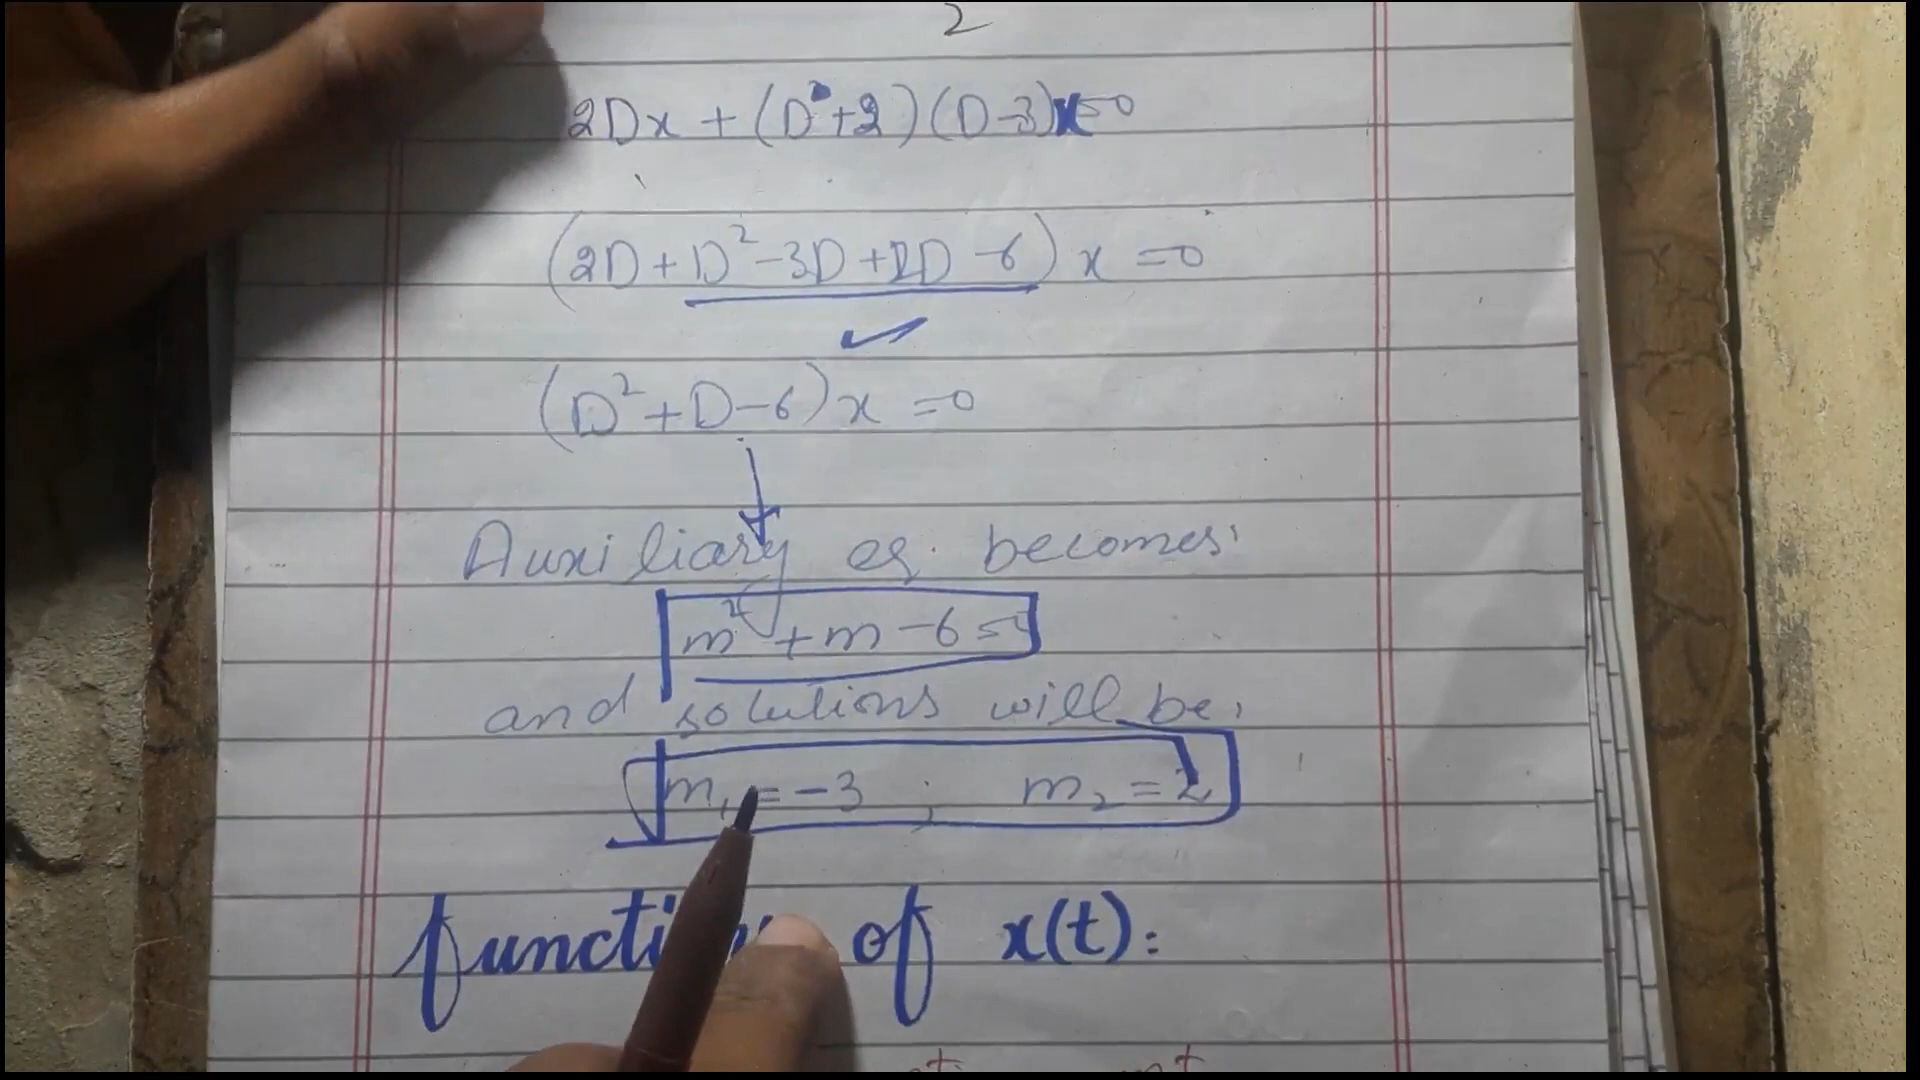 2
2Dx + (D+2)(D-3)x=0
(2D+D²-3D+2D-6)x=0
(D²+D-6)x=0
Auxiliary eq. becomes:
m²+m-6=
and solutions will be,
m₁=-3 ; m₂=2
of x(t):